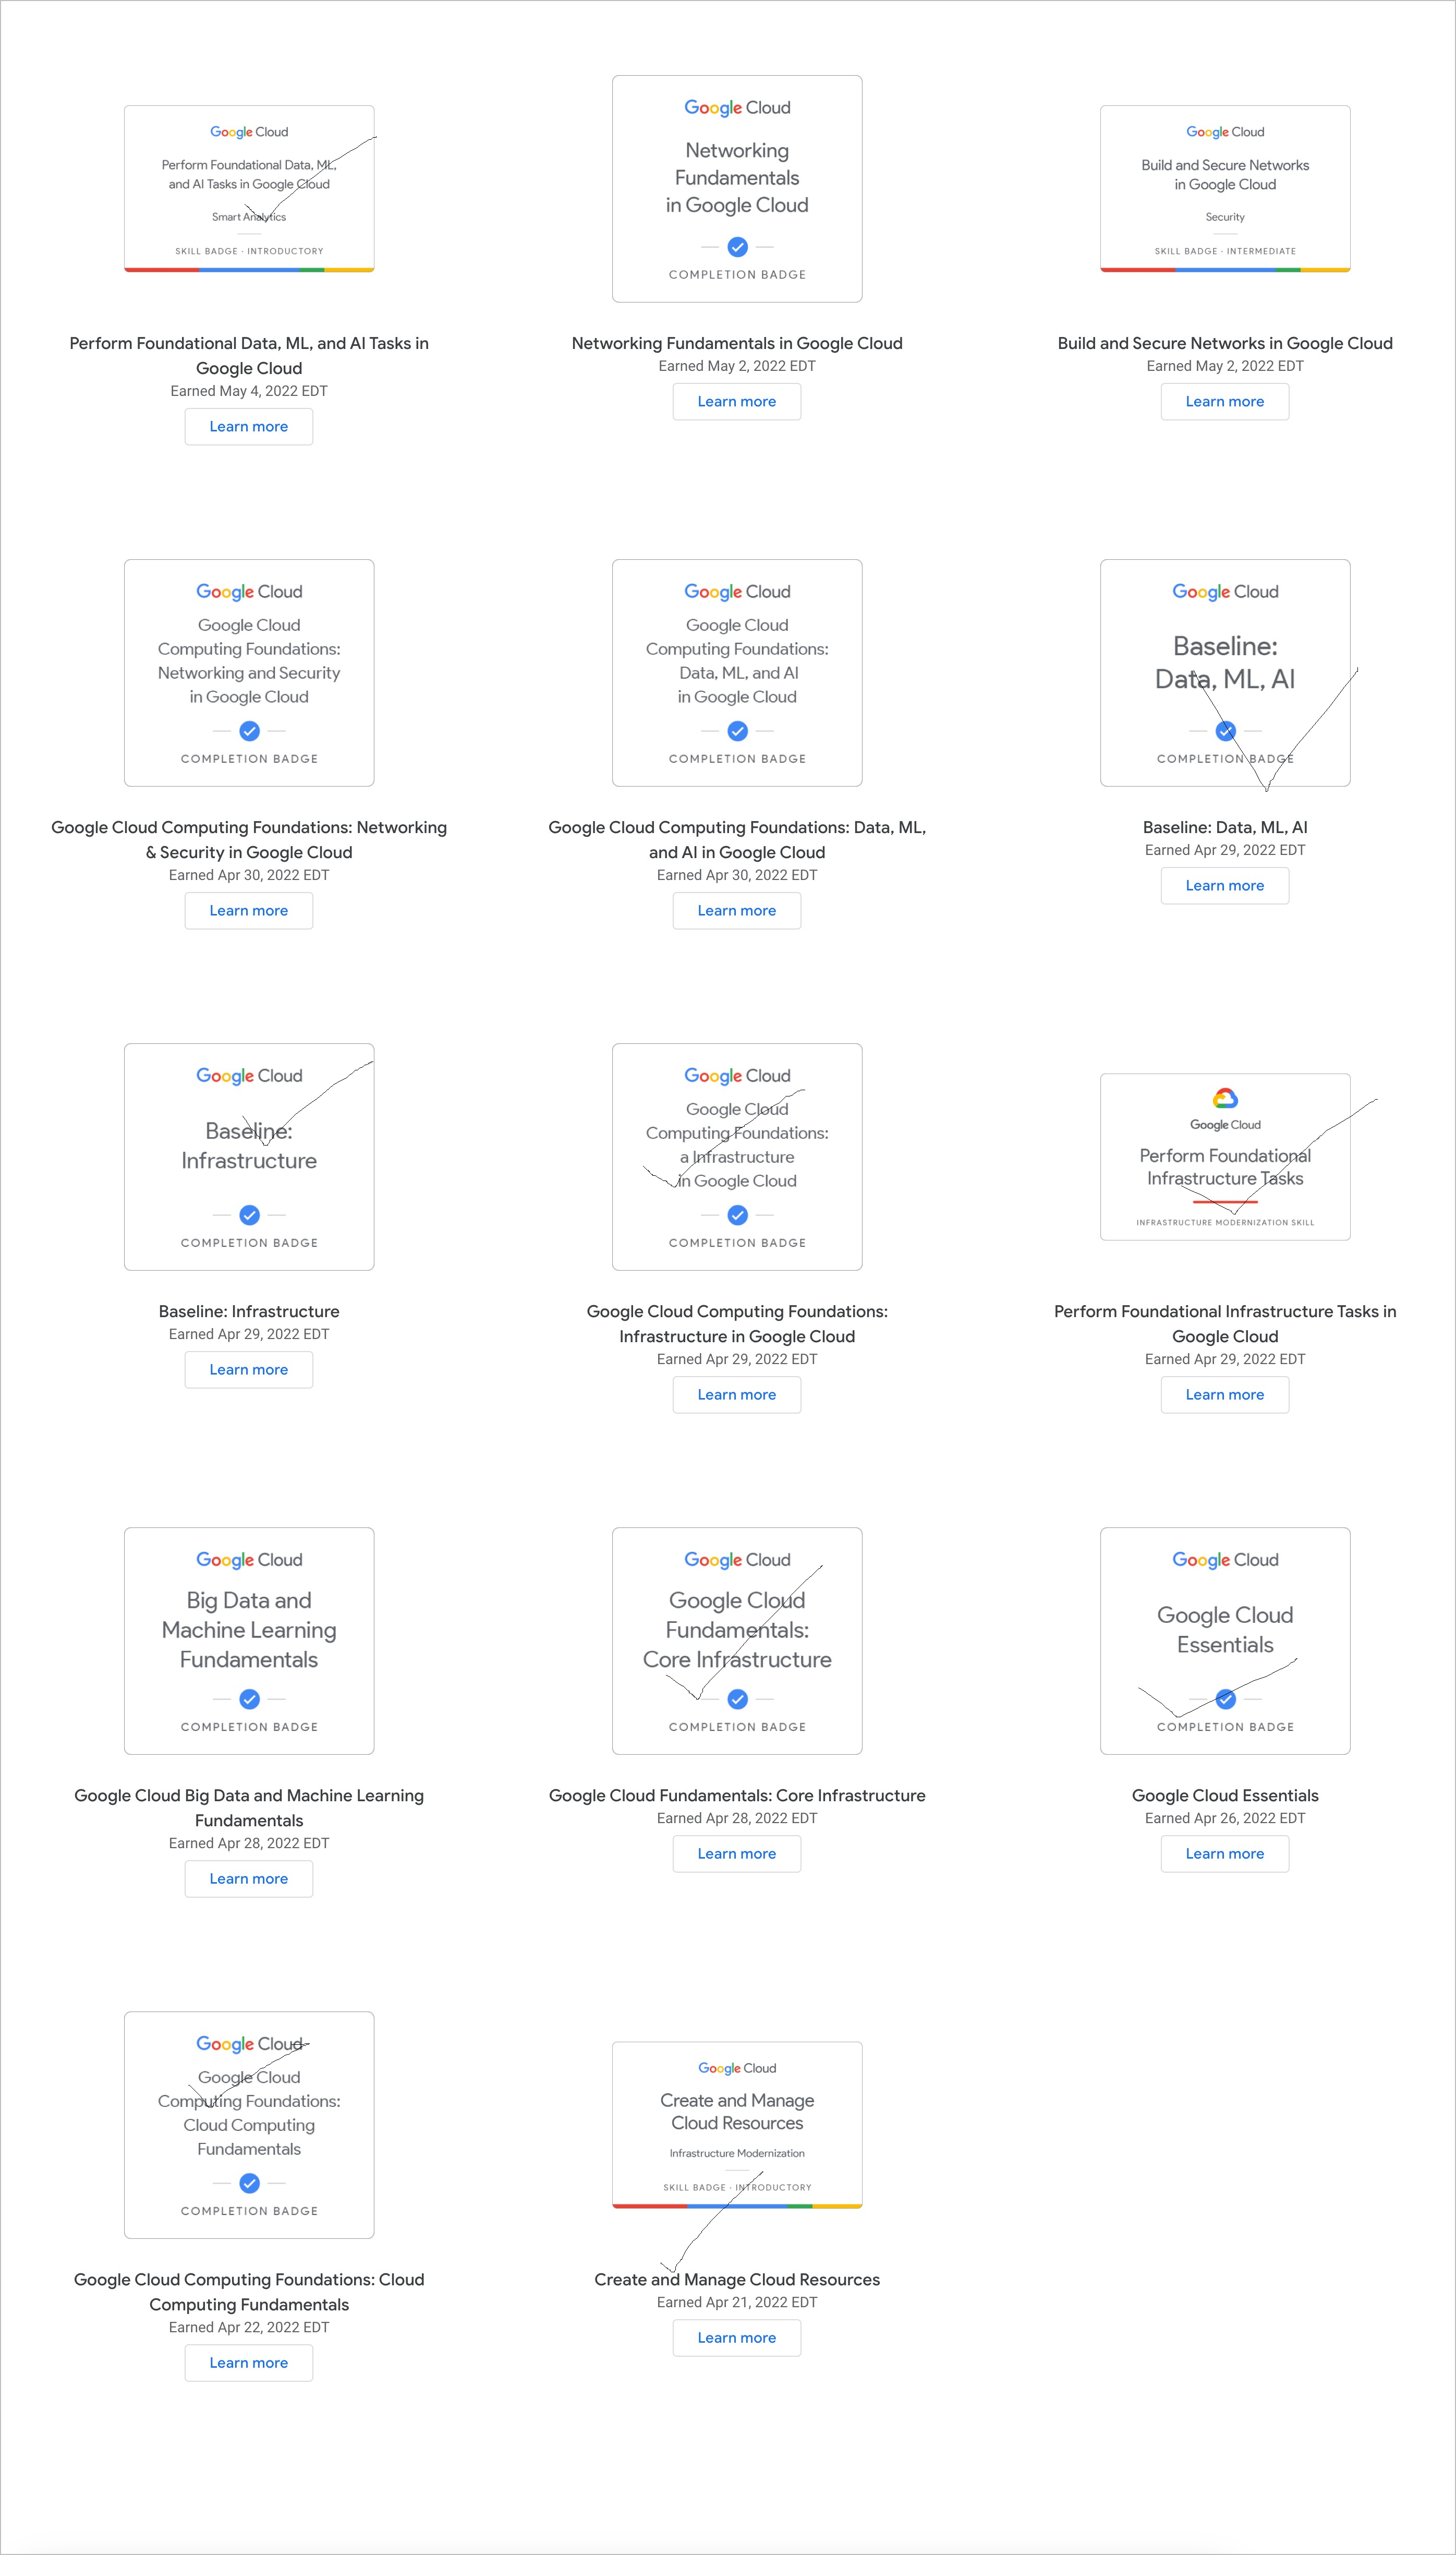 Google Cloud
Perform Foundational Data, ML,
and AI Tasks in Google Cloud
Smart Analytics
SKILL BADGE · INTRODUCTORY
Perform Foundational Data, ML, and AI Tasks in
Google Cloud
Earned May 4, 2022 EDT
Learn more
Google Cloud
Networking
Fundamentals
in Google Cloud
COMPLETION BADGE
Networking Fundamentals in Google Cloud
Earned May 2, 2022 EDT
Learn more
Google Cloud
Build and Secure Networks
in Google Cloud
Security
SKILL BADGE · INTERMEDIATE
Build and Secure Networks in Google Cloud
Earned May 2, 2022 EDT
Learn more
Google Cloud
Google Cloud
Computing Foundations:
Networking and Security
in Google Cloud
COMPLETION BADGE
Google Cloud Computing Foundations: Networking
& Security in Google Cloud
Earned Apr 30, 2022 EDT
Learn more
Google Cloud
Google Cloud
Computing Foundations:
Data, ML, and AI
in Google Cloud
COMPLETION BADGE
Google Cloud Computing Foundations: Data, ML,
and AI in Google Cloud
Earned Apr 30, 2022 EDT
Learn more
Google Cloud
Baseline:
Data, ML, AI
COMPLETION BADGE
Baseline: Data, ML, AI
Earned Apr 29, 2022 EDT
Learn more
Google Cloud
Baseline:
Infrastructure
COMPLETION BADGE
Baseline: Infrastructure
Earned Apr 29, 2022 EDT
Learn more
Google Cloud
Google Cloud
Computing Foundations:
a Infrastructure
in Google Cloud
COMPLETION BADGE
Google Cloud Computing Foundations:
Infrastructure in Google Cloud
Earned Apr 29, 2022 EDT
Learn more
Google Cloud
Perform Foundational
Infrastructure Tasks
INFRASTRUCTURE MODERNIZATION SKILL
Perform Foundational Infrastructure Tasks in
Google Cloud
Earned Apr 29, 2022 EDT
Learn more
Google Cloud
Big Data and
Machine Learning
Fundamentals
COMPLETION BADGE
Google Cloud Big Data and Machine Learning
Fundamentals
Earned Apr 28, 2022 EDT
Learn more
Google Cloud
Google Cloud
Fundamentals:
Core Infrastructure
COMPLETION BADGE
Google Cloud Fundamentals: Core Infrastructure
Earned Apr 28, 2022 EDT
Learn more
Google Cloud
Google Cloud
Essentials
COMPLETION BADGE
Google Cloud Essentials
Earned Apr 26, 2022 EDT
Learn more
Google Cloud
Google Cloud
Computing Foundations:
Cloud Computing
Fundamentals
COMPLETION BADGE
Google Cloud Computing Foundations: Cloud
Computing Fundamentals
Earned Apr 22, 2022 EDT
Learn more
Google Cloud
Create and Manage
Cloud Resources
Infrastructure Modernization
SKILL BADGE · INTRODUCTORY
Create and Manage Cloud Resources
Earned Apr 21, 2022 EDT
Learn more